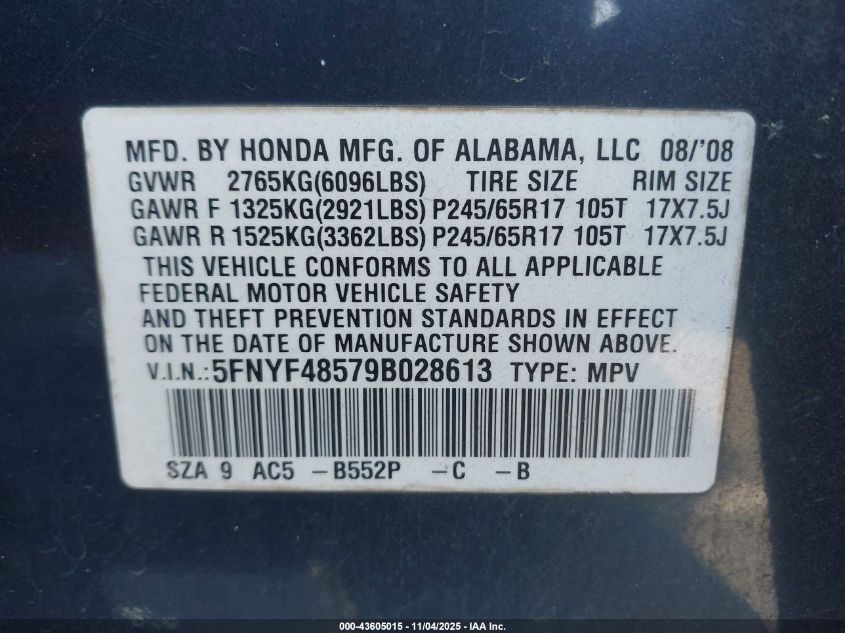 MFD. BY HONDA MFG. OF ALABAMA, LLC 08/'08
GVWR 2765KG(6096LBS) TIRE SIZE RIM SIZE
GAWR F 1325KG(2921LBS) P245/65R17 105T 17X7.5J
GAWR R 1525KG(3362LBS) P245/65R17 105T 17X7.5J
THIS VEHICLE CONFORMS TO ALL APPLICABLE
FEDERAL MOTOR VEHICLE SAFETY
AND THEFT PREVENTION STANDARDS IN EFFECT
ON THE DATE OF MANUFACTURE SHOWN ABOVE.
V.I.N.: 5FNYF48579B028613 TYPE: MPV
SZA 9 AC5 -B552P -C -B
000-43605015 - 11/04/2025 - IAA Inc.